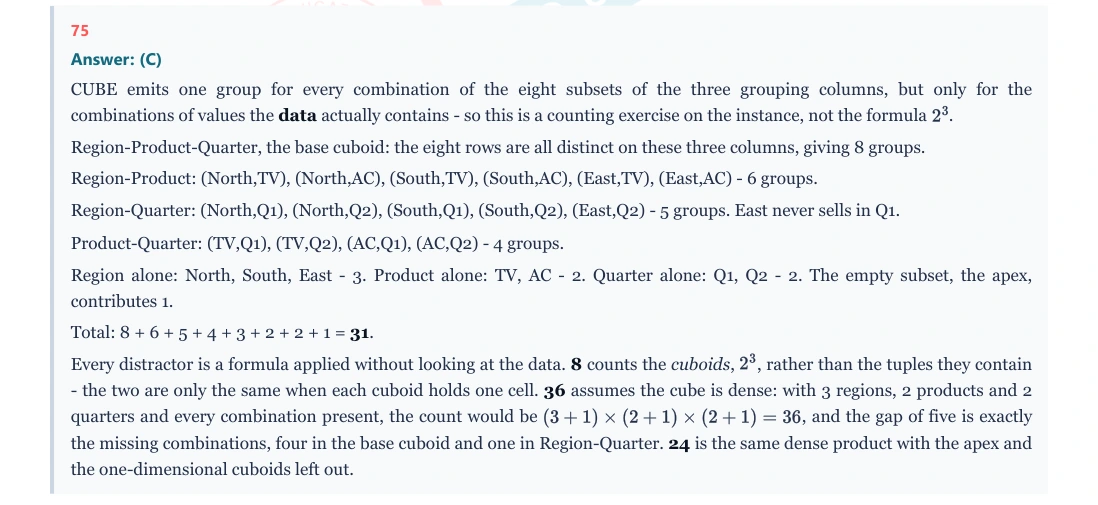 75
Answer: (C)
CUBE emits one group for every combination of the eight subsets of the three grouping columns, but only for the
combinations of values the data actually contains - so this is a counting exercise on the instance, not the formula 2³.
Region-Product-Quarter, the base cuboid: the eight rows are all distinct on these three columns, giving 8 groups.
Region-Product: (North,TV), (North,AC), (South,TV), (South,AC), (East,TV), (East,AC) - 6 groups.
Region-Quarter: (North,Q1), (North,Q2), (South,Q1), (South,Q2), (East,Q2) - 5 groups. East never sells in Q1.
Product-Quarter: (TV,Q1), (TV,Q2), (AC,Q1), (AC,Q2) - 4 groups.
Region alone: North, South, East - 3. Product alone: TV, AC - 2. Quarter alone: Q1, Q2 - 2. The empty subset, the apex,
contributes 1.
Total: 8 + 6 + 5 + 4 + 3 + 2 + 2 + 1 = 31.
Every distractor is a formula applied without looking at the data. 8 counts the cuboids, 2³, rather than the tuples they contain
- the two are only the same when each cuboid holds one cell. 36 assumes the cube is dense: with 3 regions, 2 products and 2
quarters and every combination present, the count would be (3 + 1) × (2 + 1) × (2 + 1) = 36, and the gap of five is exactly
the missing combinations, four in the base cuboid and one in Region-Quarter. 24 is the same dense product with the apex and
the one-dimensional cuboids left out.